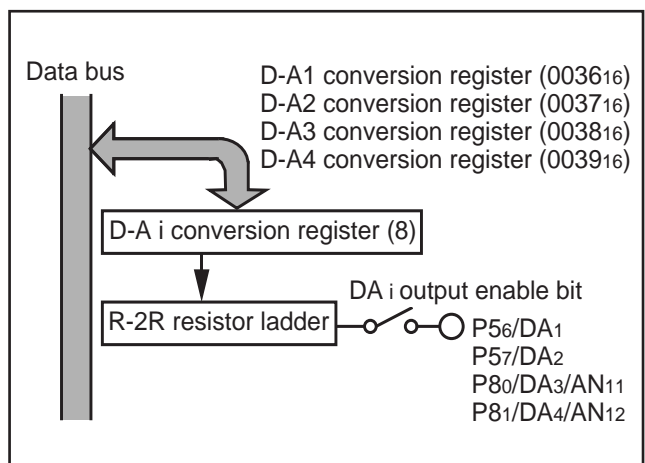 Data bus
D-A1 conversion register (003616)
D-A2 conversion register (003716)
D-A3 conversion register (003816)
D-A4 conversion register (003916)
D-A i conversion register (8)
DA i output enable bit
R-2R resistor ladder
P56/DA1
P57/DA2
P80/DA3/AN11
P81/DA4/AN12